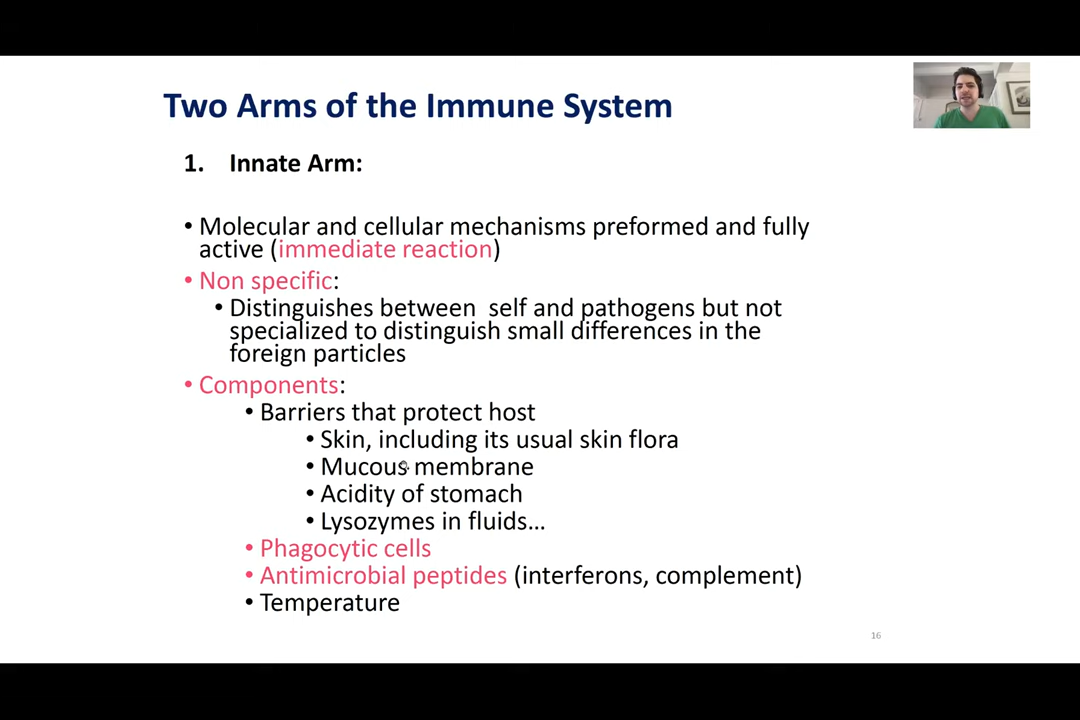 Two Arms of the Immune System
1. Innate Arm:
• Molecular and cellular mechanisms preformed and fully
active (immediate reaction)
• Non specific:
• Distinguishes between self and pathogens but not
specialized to distinguish small differences in the
foreign particles
• Components:
• Barriers that protect host
• Skin, including its usual skin flora
• Mucous membrane
• Acidity of stomach
• Lysozymes in fluids…
• Phagocytic cells
• Antimicrobial peptides (interferons, complement)
• Temperature
16